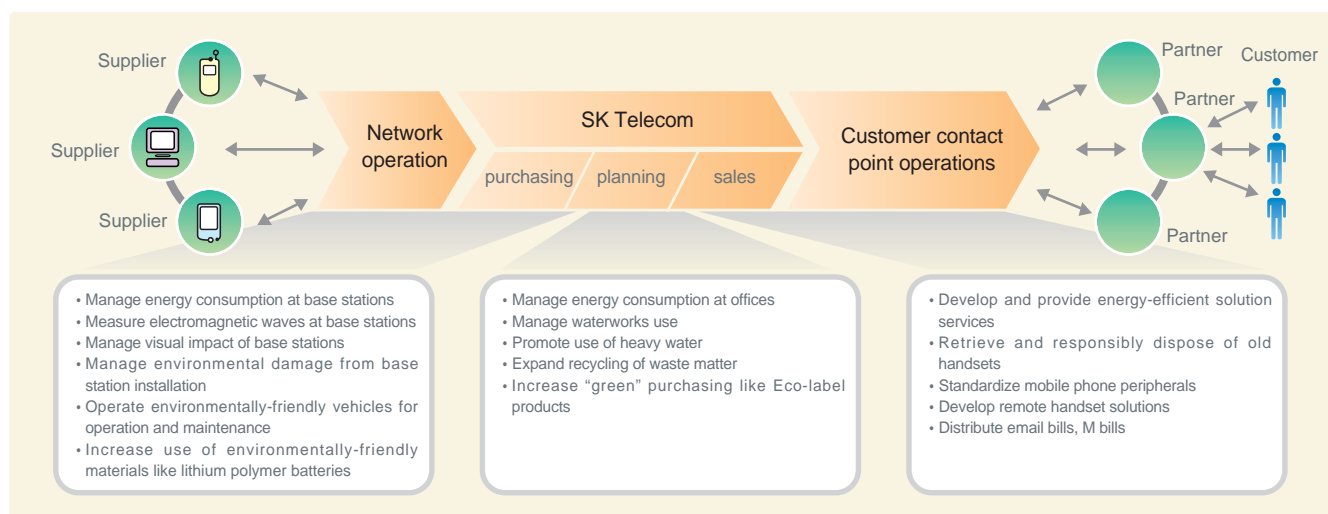 Supplier
Supplier
Supplier
Network
operation
SK Telecom
purchasing
planning
sales
Customer contact
point operations
Partner
Customer
Partner
Partner
• Manage energy consumption at base stations
• Measure electromagnetic waves at base stations
• Manage visual impact of base stations
• Manage environmental damage from base
station installation
• Operate environmentally-friendly vehicles for
operation and maintenance
• Increase use of environmentally-friendly
materials like lithium polymer batteries
• Manage energy consumption at offices
• Manage waterworks use
• Promote use of heavy water
• Expand recycling of waste matter
• Increase “green” purchasing like Eco-label
products
• Develop and provide energy-efficient solution
services
• Retrieve and responsibly dispose of old
handsets
• Standardize mobile phone peripherals
• Develop remote handset solutions
• Distribute email bills, M bills